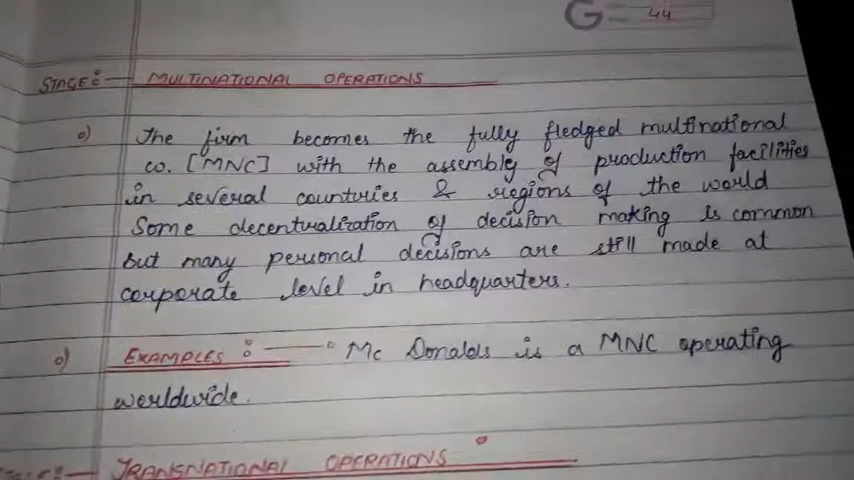 G 44
STAGE :— MULTINATIONAL OPERATIONS
o) The firm becomes the fully fledged multinational
co. [MNC] with the assembly of production facilities
in several countries & regions of the world
Some decentralization of decision making is common
but many personal decisions are still made at
corporate level in headquarters.
o) EXAMPLES :— Mc Donalds is a MNC operating
worldwide.
TRANSNATIONAL OPERATIONS